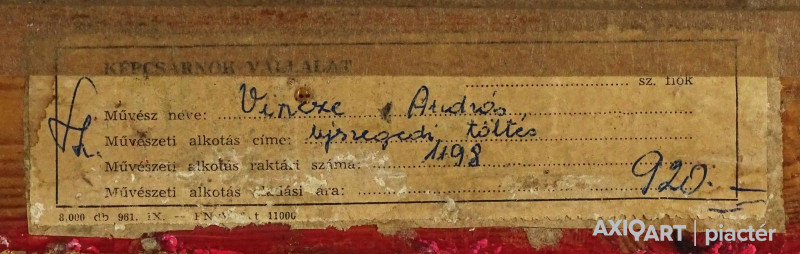 KÉPCSARNOK VÁLLALAT
........ sz. fiók
Művész neve: Vincze András
Művészeti alkotás címe: újszegedi töltés
Művészeti alkotás raktári száma: 1498
Művészeti alkotás eladási ára: 920.—
8,000 db 961. IX. — 11006
AXIOART | piactér